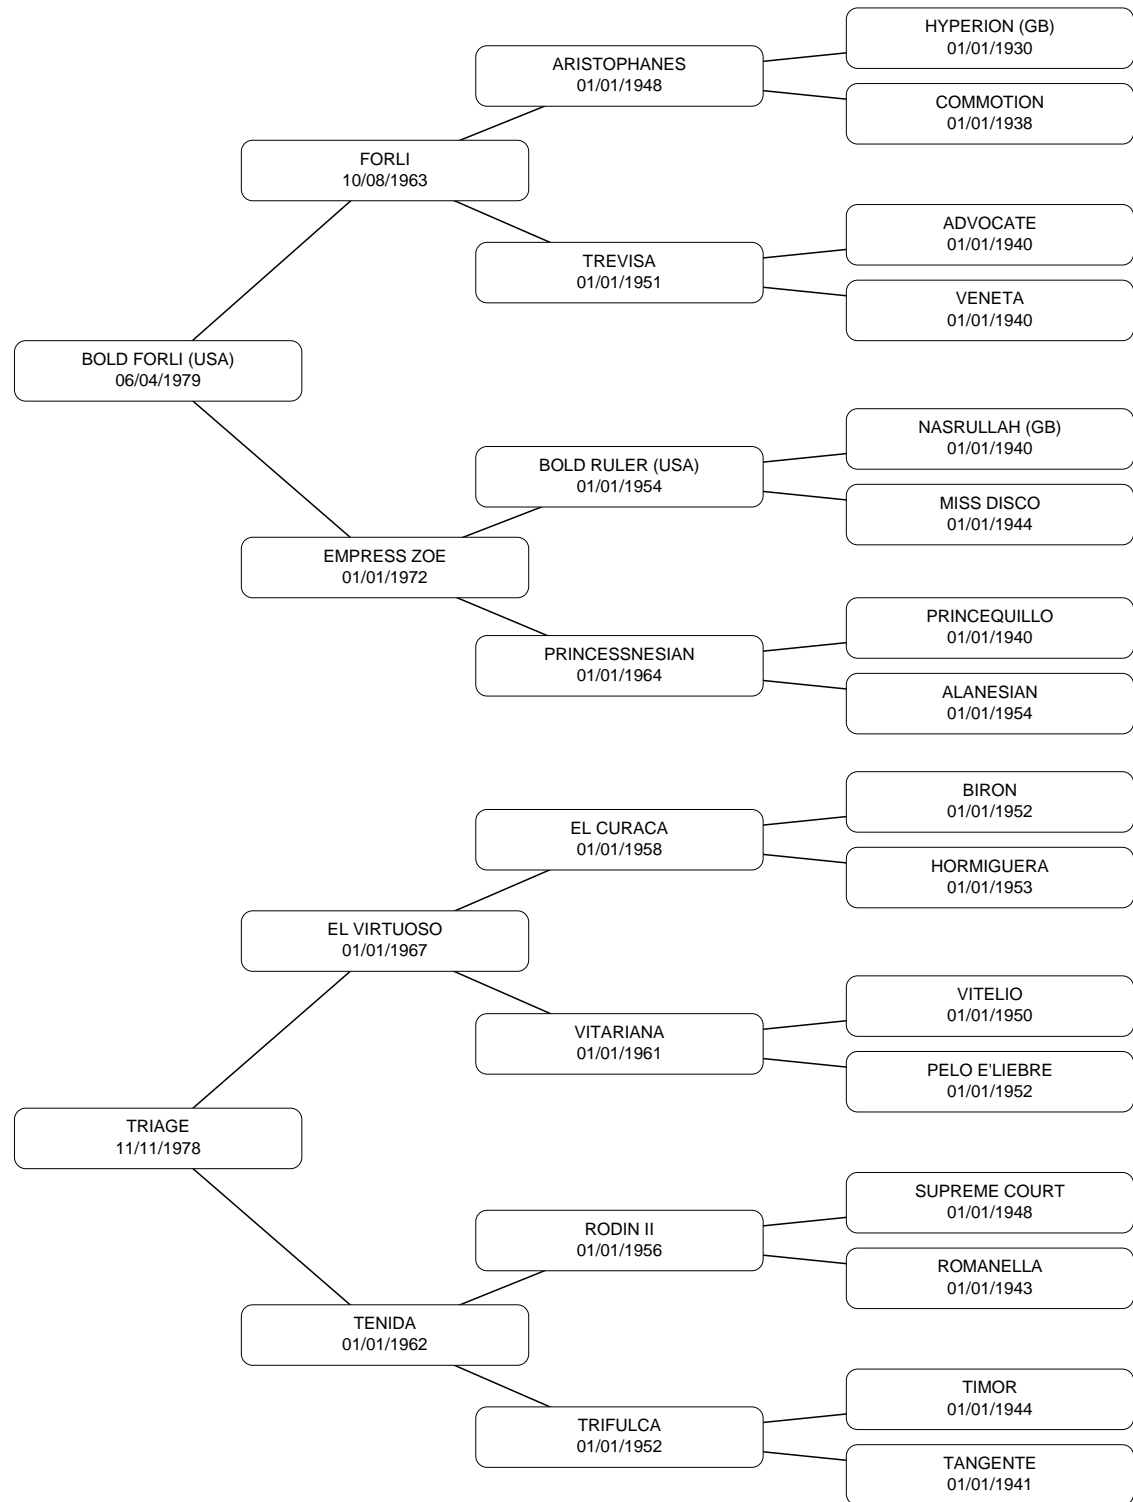 HYPERION (GB)
01/01/1930
ARISTOPHANES
01/01/1948
COMMOTION
01/01/1938
FORLI
10/08/1963
ADVOCATE
01/01/1940
TREVISA
01/01/1951
VENETA
01/01/1940
BOLD FORLI (USA)
06/04/1979
NASRULLAH (GB)
01/01/1940
BOLD RULER (USA)
01/01/1954
MISS DISCO
01/01/1944
EMPRESS ZOE
01/01/1972
PRINCEQUILLO
01/01/1940
PRINCESSNESIAN
01/01/1964
ALANESIAN
01/01/1954
BIRON
01/01/1952
EL CURACA
01/01/1958
HORMIGUERA
01/01/1953
EL VIRTUOSO
01/01/1967
VITELIO
01/01/1950
VITARIANA
01/01/1961
PELO E'LIEBRE
01/01/1952
TRIAGE
11/11/1978
SUPREME COURT
01/01/1948
RODIN II
01/01/1956
ROMANELLA
01/01/1943
TENIDA
01/01/1962
TIMOR
01/01/1944
TRIFULCA
01/01/1952
TANGENTE
01/01/1941